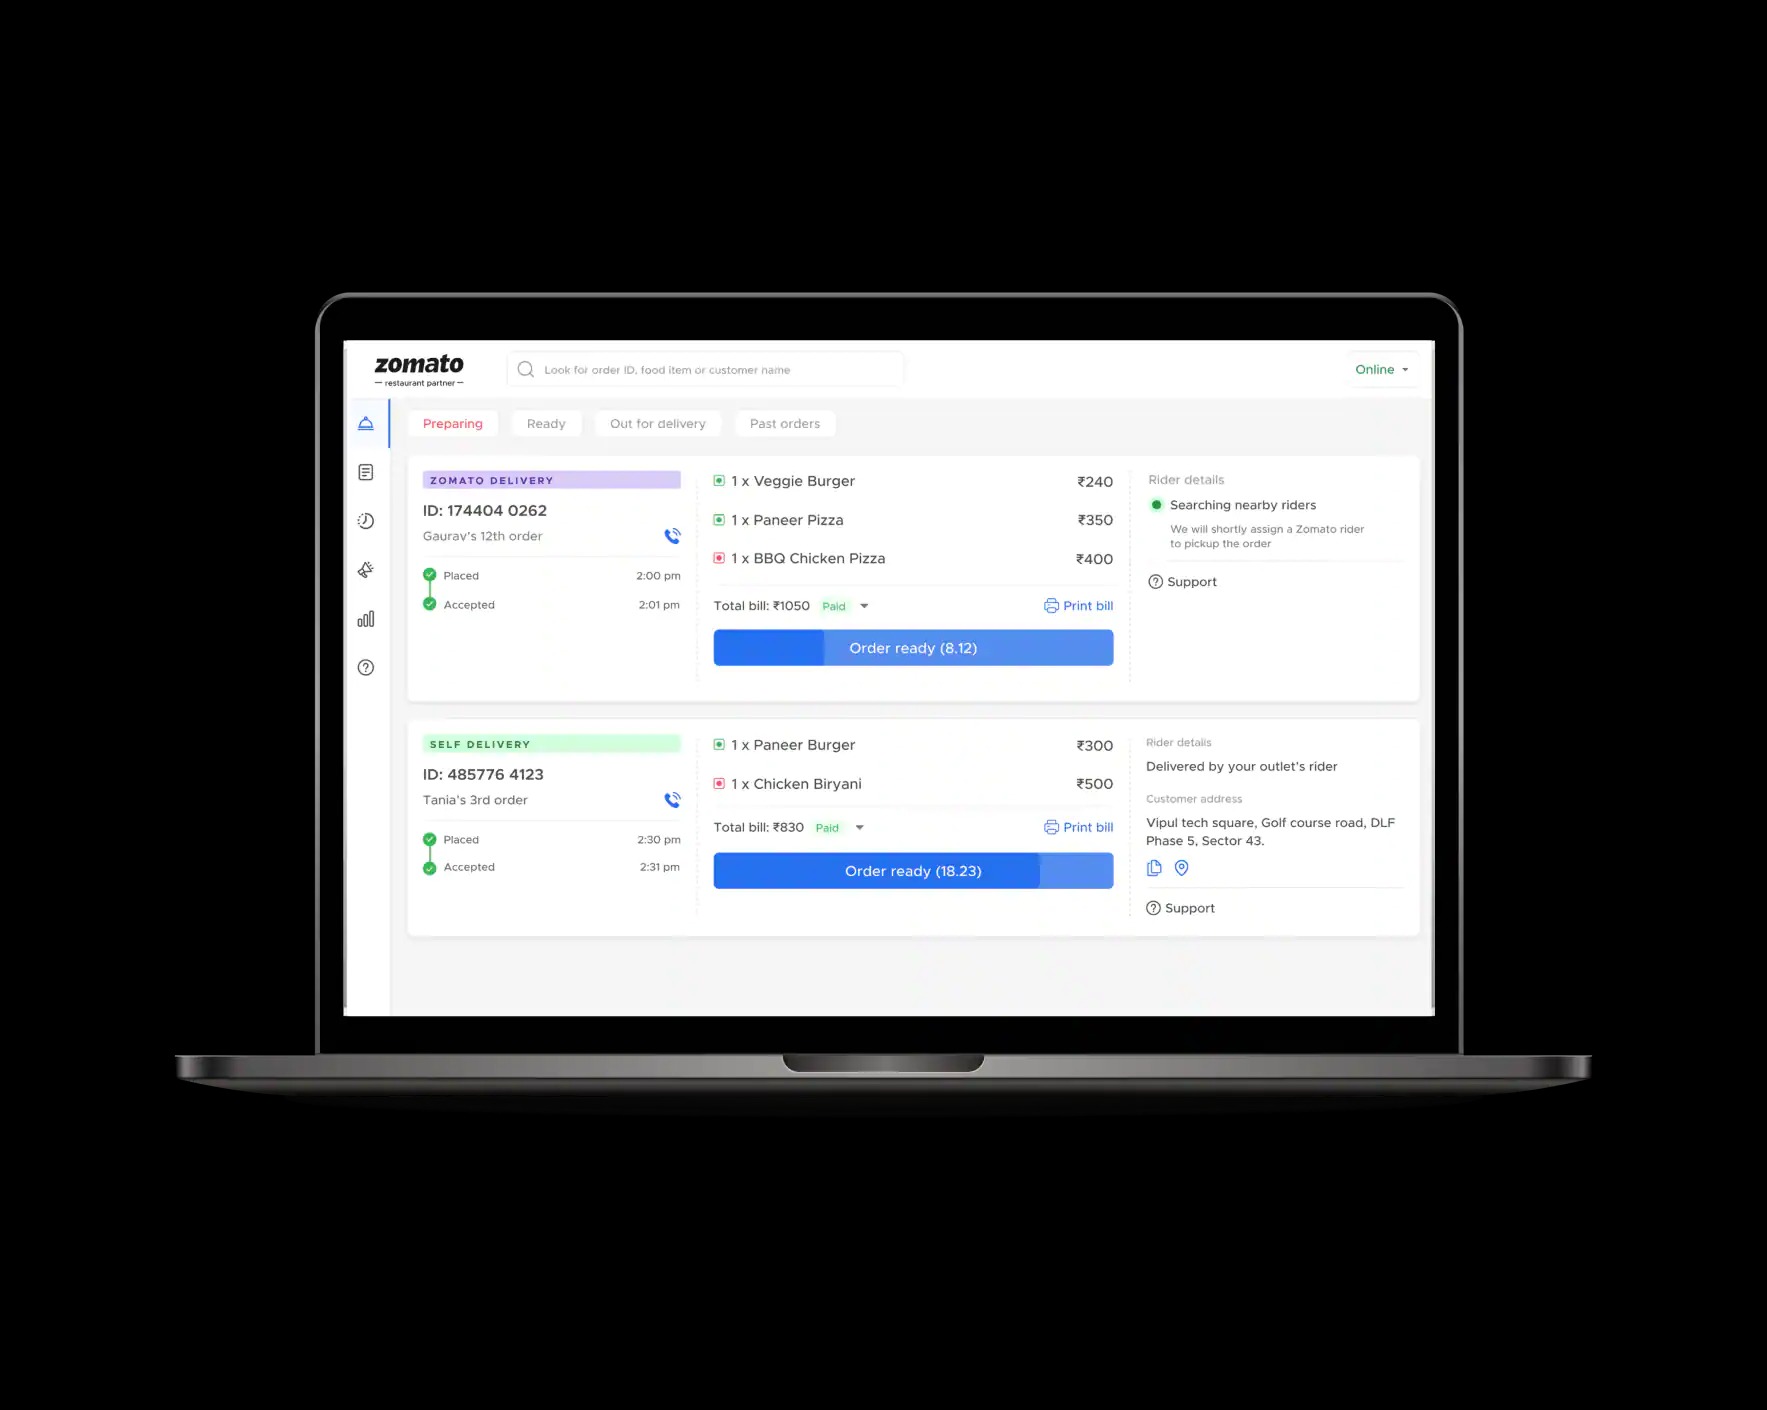 zomato
restaurant partner
Look for order ID, food item or customer name
Online
Preparing
Ready
Out for delivery
Past orders
ZOMATO DELIVERY
ID: 174404 0262
Gaurav's 12th order
Placed 2:00 pm
Accepted 2:01 pm
1 x Veggie Burger ₹240
1 x Paneer Pizza ₹350
1 x BBQ Chicken Pizza ₹400
Total bill: ₹1050 Paid
Print bill
Order ready (8.12)
Rider details
Searching nearby riders
We will shortly assign a Zomato rider
to pickup the order
Support
SELF DELIVERY
ID: 485776 4123
Tania's 3rd order
Placed 2:30 pm
Accepted 2:31 pm
1 x Paneer Burger ₹300
1 x Chicken Biryani ₹500
Total bill: ₹830 Paid
Print bill
Order ready (18.23)
Rider details
Delivered by your outlet's rider
Customer address
Vipul tech square, Golf course road, DLF
Phase 5, Sector 43.
Support